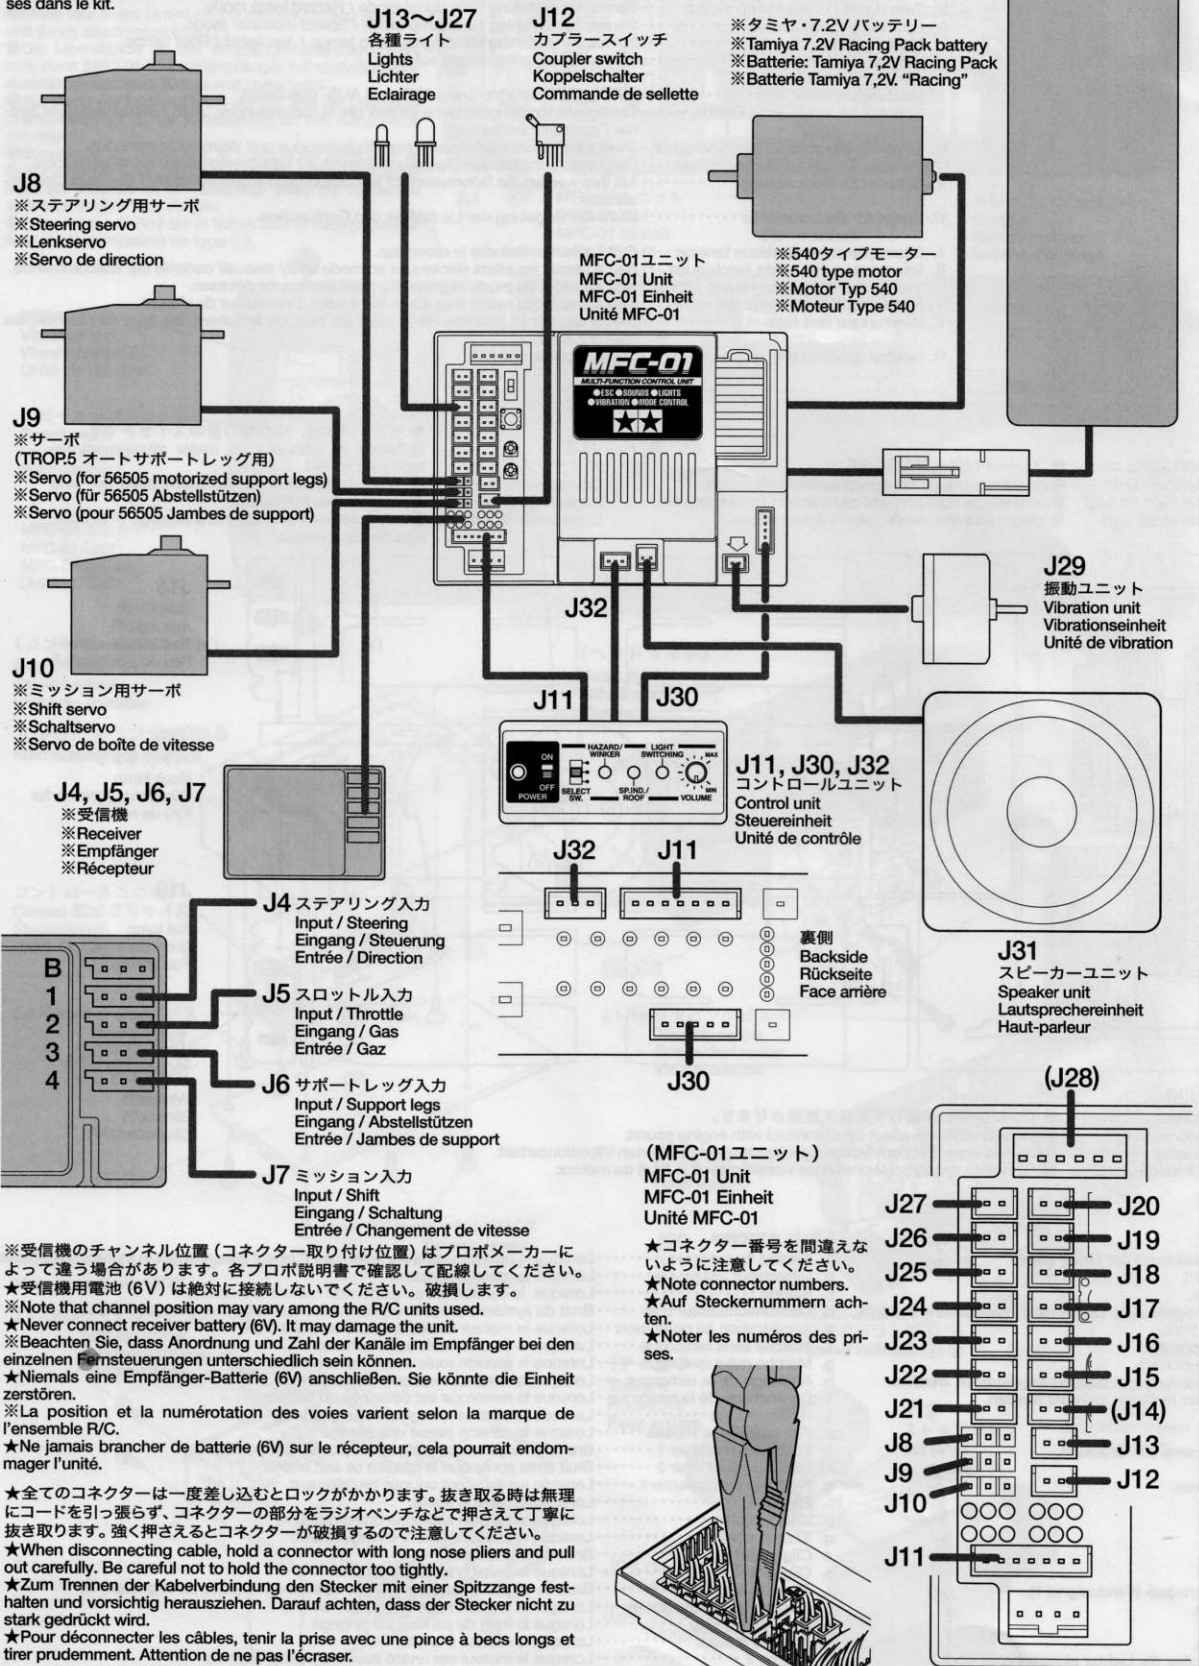 ses dans le kit.
J13〜J27
各種ライト
Lights
Lichter
Eclairage
J12
カプラースイッチ
Coupler switch
Koppelschalter
Commande de sellette
※タミヤ・7.2V バッテリー
※Tamiya 7.2V Racing Pack battery
※Batterie: Tamiya 7,2V Racing Pack
※Batterie Tamiya 7,2V. “Racing”
J8
※ステアリング用サーボ
※Steering servo
※Lenkservo
※Servo de direction
MFC-01ユニット
MFC-01 Unit
MFC-01 Einheit
Unité MFC-01
※540タイプモーター
※540 type motor
※Motor Typ 540
※Moteur Type 540
MFC-01
MULTI-FUNCTION CONTROL UNIT
●ESC ●SOUNDS ●LIGHTS
●VIBRATION ●MODE CONTROL
J9
※サーボ
(TROP.5 オートサポートレッグ用)
※Servo (for 56505 motorized support legs)
※Servo (für 56505 Abstellstützen)
※Servo (pour 56505 Jambes de support)
J32
J29
振動ユニット
Vibration unit
Vibrationseinheit
Unité de vibration
J10
※ミッション用サーボ
※Shift servo
※Schaltservo
※Servo de boîte de vitesse
J11
J30
ON
OFF
POWER
HAZARD/
WINKER
LIGHT
SWITCHING
MAX
SELECT
SW.
SP.IND./
ROOF
VOLUME
MIN
J11, J30, J32
コントロールユニット
Control unit
Steuereinheit
Unité de contrôle
J4, J5, J6, J7
※受信機
※Receiver
※Empfänger
※Récepteur
J32
J11
裏側
Backside
Rückseite
Face arrière
J30
J31
スピーカーユニット
Speaker unit
Lautsprechereinheit
Haut-parleur
B
1
2
3
4
J4 ステアリング入力
Input / Steering
Eingang / Steuerung
Entrée / Direction
J5 スロットル入力
Input / Throttle
Eingang / Gas
Entrée / Gaz
J6 サポートレッグ入力
Input / Support legs
Eingang / Abstellstützen
Entrée / Jambes de support
J7 ミッション入力
Input / Shift
Eingang / Schaltung
Entrée / Changement de vitesse
※受信機のチャンネル位置(コネクター取り付け位置)はプロポメーカーに
よって違う場合があります。各プロポ説明書で確認して配線してください。
★受信機用電池(6V)は絶対に接続しないでください。破損します。
※Note that channel position may vary among the R/C units used.
★Never connect receiver battery (6V). It may damage the unit.
※Beachten Sie, dass Anordnung und Zahl der Kanäle im Empfänger bei den
einzelnen Fernsteuerungen unterschiedlich sein können.
★Niemals eine Empfänger-Batterie (6V) anschließen. Sie könnte die Einheit
zerstören.
※La position et la numérotation des voies varient selon la marque de
l'ensemble R/C.
★Ne jamais brancher de batterie (6V) sur le récepteur, cela pourrait endom-
mager l'unité.
★全てのコネクターは一度差し込むとロックがかかります。抜き取る時は無理
にコードを引っ張らず、コネクターの部分をラジオペンチなどで押さえて丁寧に
抜き取ります。強く押さえるとコネクターが破損するので注意してください。
★When disconnecting cable, hold a connector with long nose pliers and pull
out carefully. Be careful not to hold the connector too tightly.
★Zum Trennen der Kabelverbindung den Stecker mit einer Spitzzange fest-
halten und vorsichtig herausziehen. Darauf achten, dass der Stecker nicht zu
stark gedrückt wird.
★Pour déconnecter les câbles, tenir la prise avec une pince à becs longs et
tirer prudemment. Attention de ne pas l'écraser.
(MFC-01ユニット)
MFC-01 Unit
MFC-01 Einheit
Unité MFC-01
★コネクター番号を間違えな
いように注意してください。
★Note connector numbers.
★Auf Steckernummern ach-
ten.
★Noter les numéros des pri-
ses.
(J28)
J27
J20
J26
J19
J25
J18
J24
J17
J23
J16
J22
J15
J21
(J14)
J8
J13
J9
J12
J10
J11